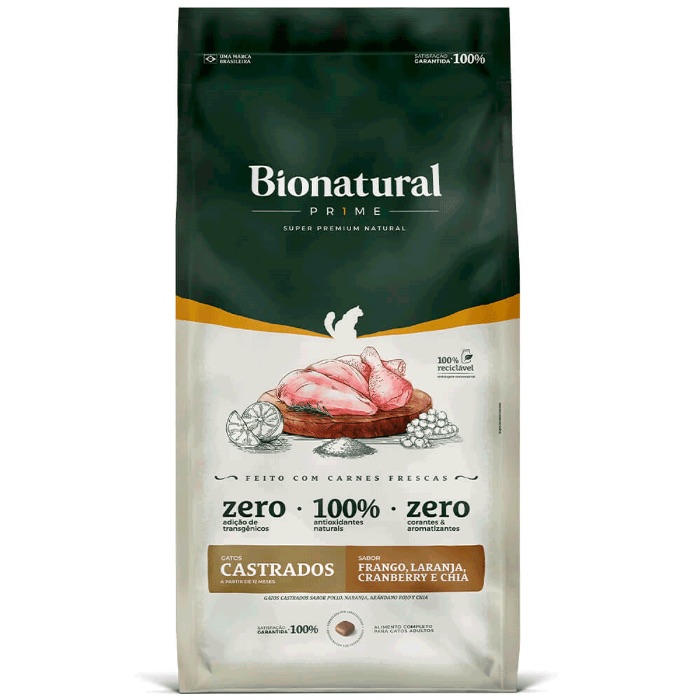 UMA MARCA
BRASILEIRA
SATISFAÇÃO
GARANTIDA 100%
Bionatural
PR1ME
SUPER PREMIUM NATURAL
100%
reciclável
FEITO COM CARNES FRESCAS
zero · 100% · zero
adição de transgênicos
antioxidantes naturais
corantes & aromatizantes
GATOS
CASTRADOS
A PARTIR DE 12 MESES
SABOR
FRANGO, LARANJA,
CRANBERRY E CHIA
GATOS CASTRADOS SABOR POLLO, NARANJA, ARÁNDANO ROJO Y CHIA
SATISFAÇÃO
GARANTIDA 100%
ALIMENTO COMPLETO
PARA GATOS ADULTOS